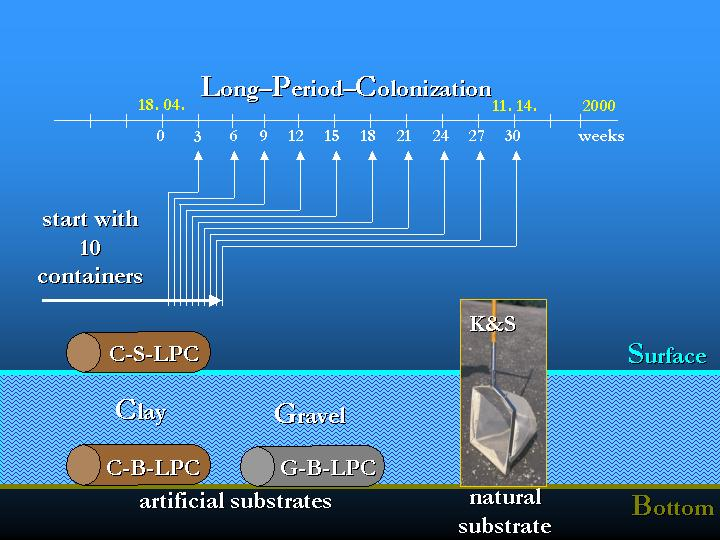 Long–Period–Colonization
18. 04. 11. 14. 2000
0 3 6 9 12 15 18 21 24 27 30 weeks
start with
10
containers
K&S
C-S-LPC
Surface
Clay
Gravel
C-B-LPC
G-B-LPC
artificial substrates
natural
substrate
Bottom